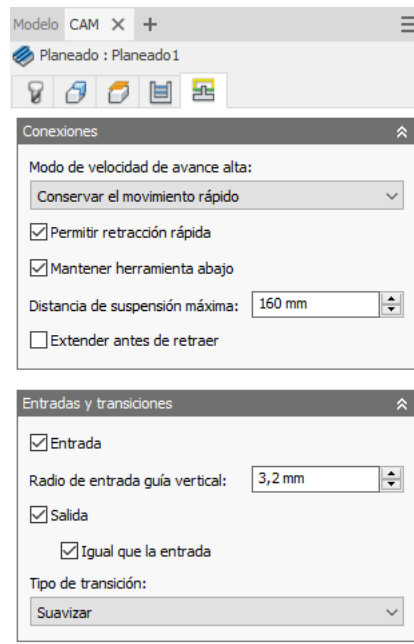 Modelo CAM
Planeado : Planeado1
Conexiones
Modo de velocidad de avance alta:
Conservar el movimiento rápido
Permitir retracción rápida
Mantener herramienta abajo
Distancia de suspensión máxima: 160 mm
Extender antes de retraer
Entradas y transiciones
Entrada
Radio de entrada guía vertical: 3,2 mm
Salida
Igual que la entrada
Tipo de transición:
Suavizar